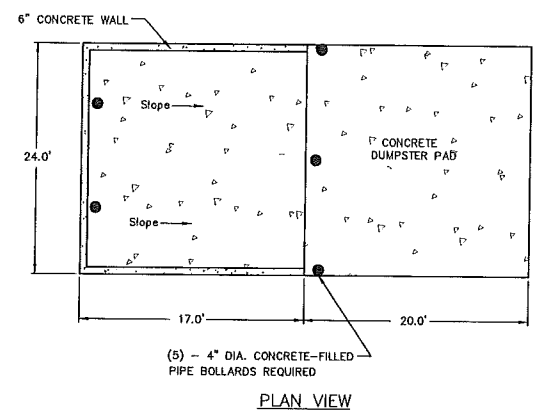 6" CONCRETE WALL
Slope
CONCRETE
DUMPSTER PAD
24.0'
Slope
17.0'
20.0'
(5) - 4" DIA. CONCRETE-FILLED
PIPE BOLLARDS REQUIRED
PLAN VIEW